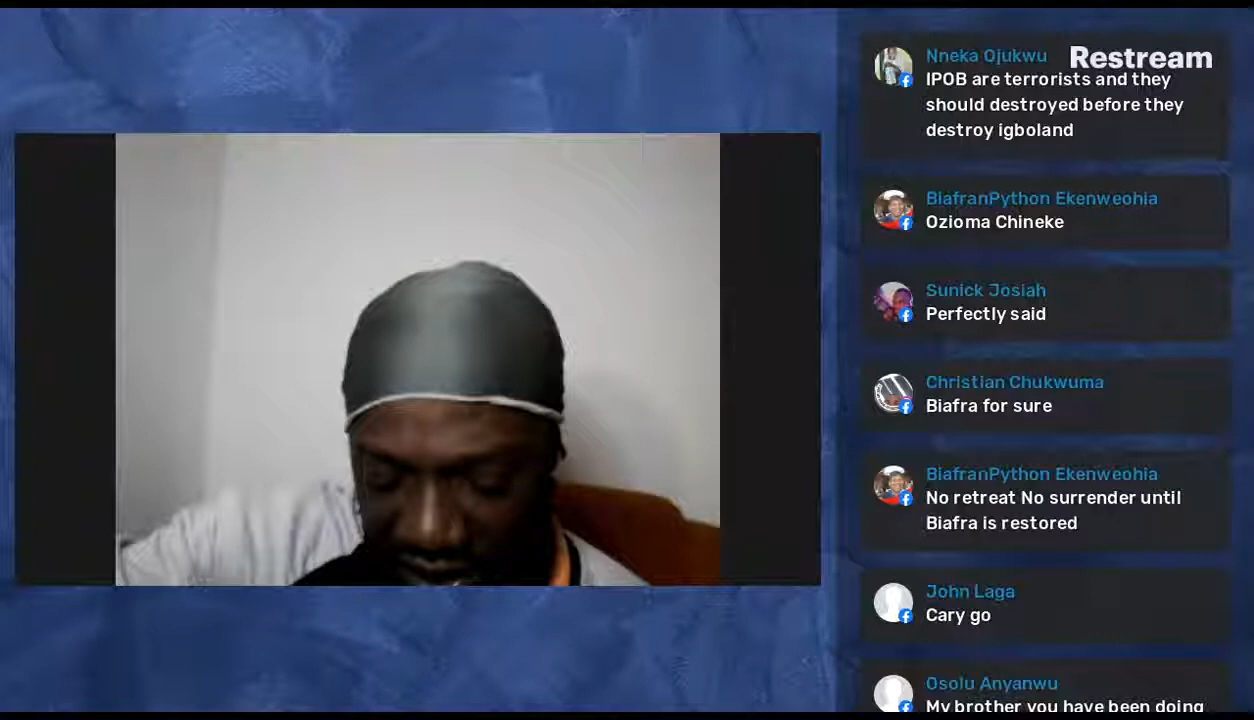 Restream
Nneka Ojukwu
IPOB are terrorists and they
should destroyed before they
destroy igboland
BiafranPython Ekenweohia
Ozioma Chineke
Sunick Josiah
Perfectly said
Christian Chukwuma
Biafra for sure
BiafranPython Ekenweohia
No retreat No surrender until
Biafra is restored
John Laga
Cary go
Osolu Anyanwu
My brother you have been doing